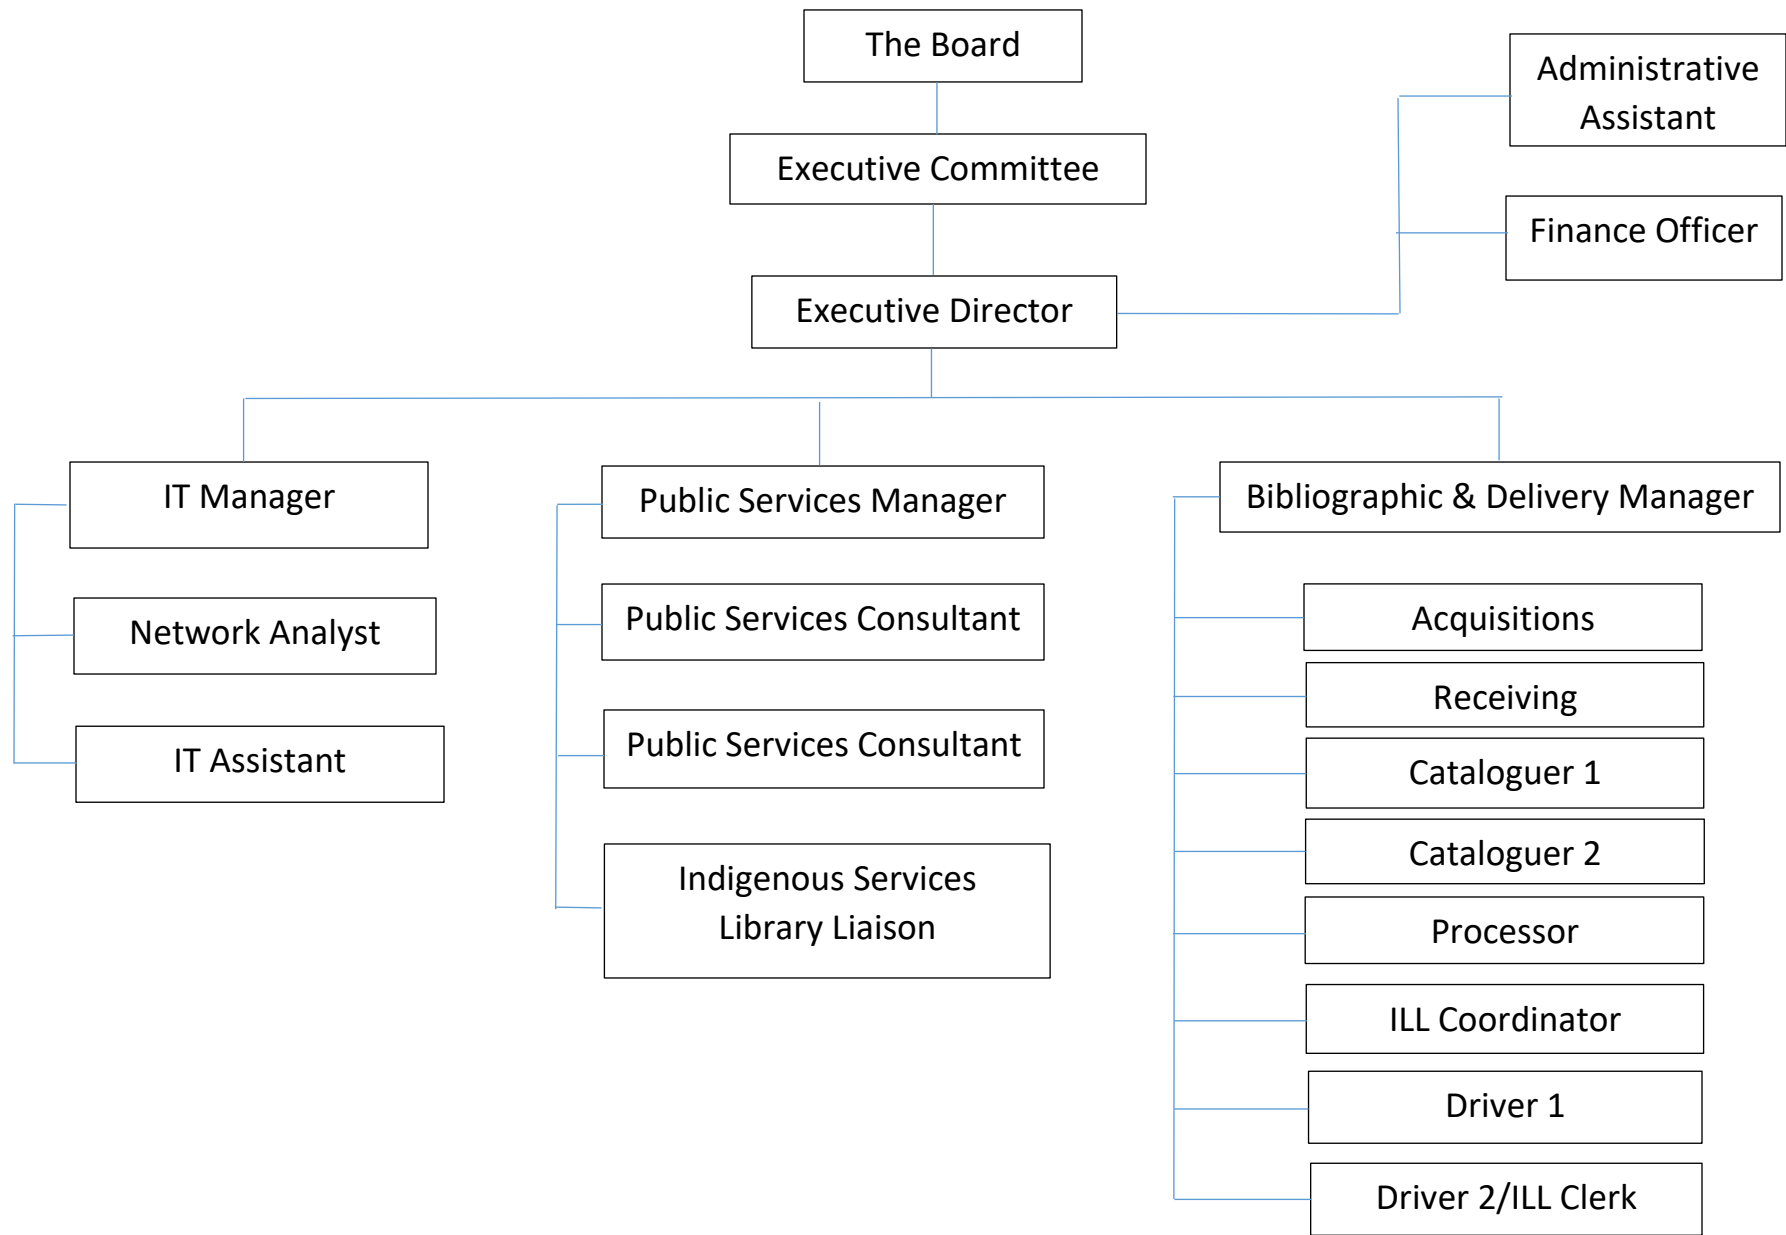 The Board
Administrative
Assistant
Executive Committee
Finance Officer
Executive Director
IT Manager
Network Analyst
IT Assistant
Public Services Manager
Public Services Consultant
Public Services Consultant
Indigenous Services
Library Liaison
Bibliographic & Delivery Manager
Acquisitions
Receiving
Cataloguer 1
Cataloguer 2
Processor
ILL Coordinator
Driver 1
Driver 2/ILL Clerk